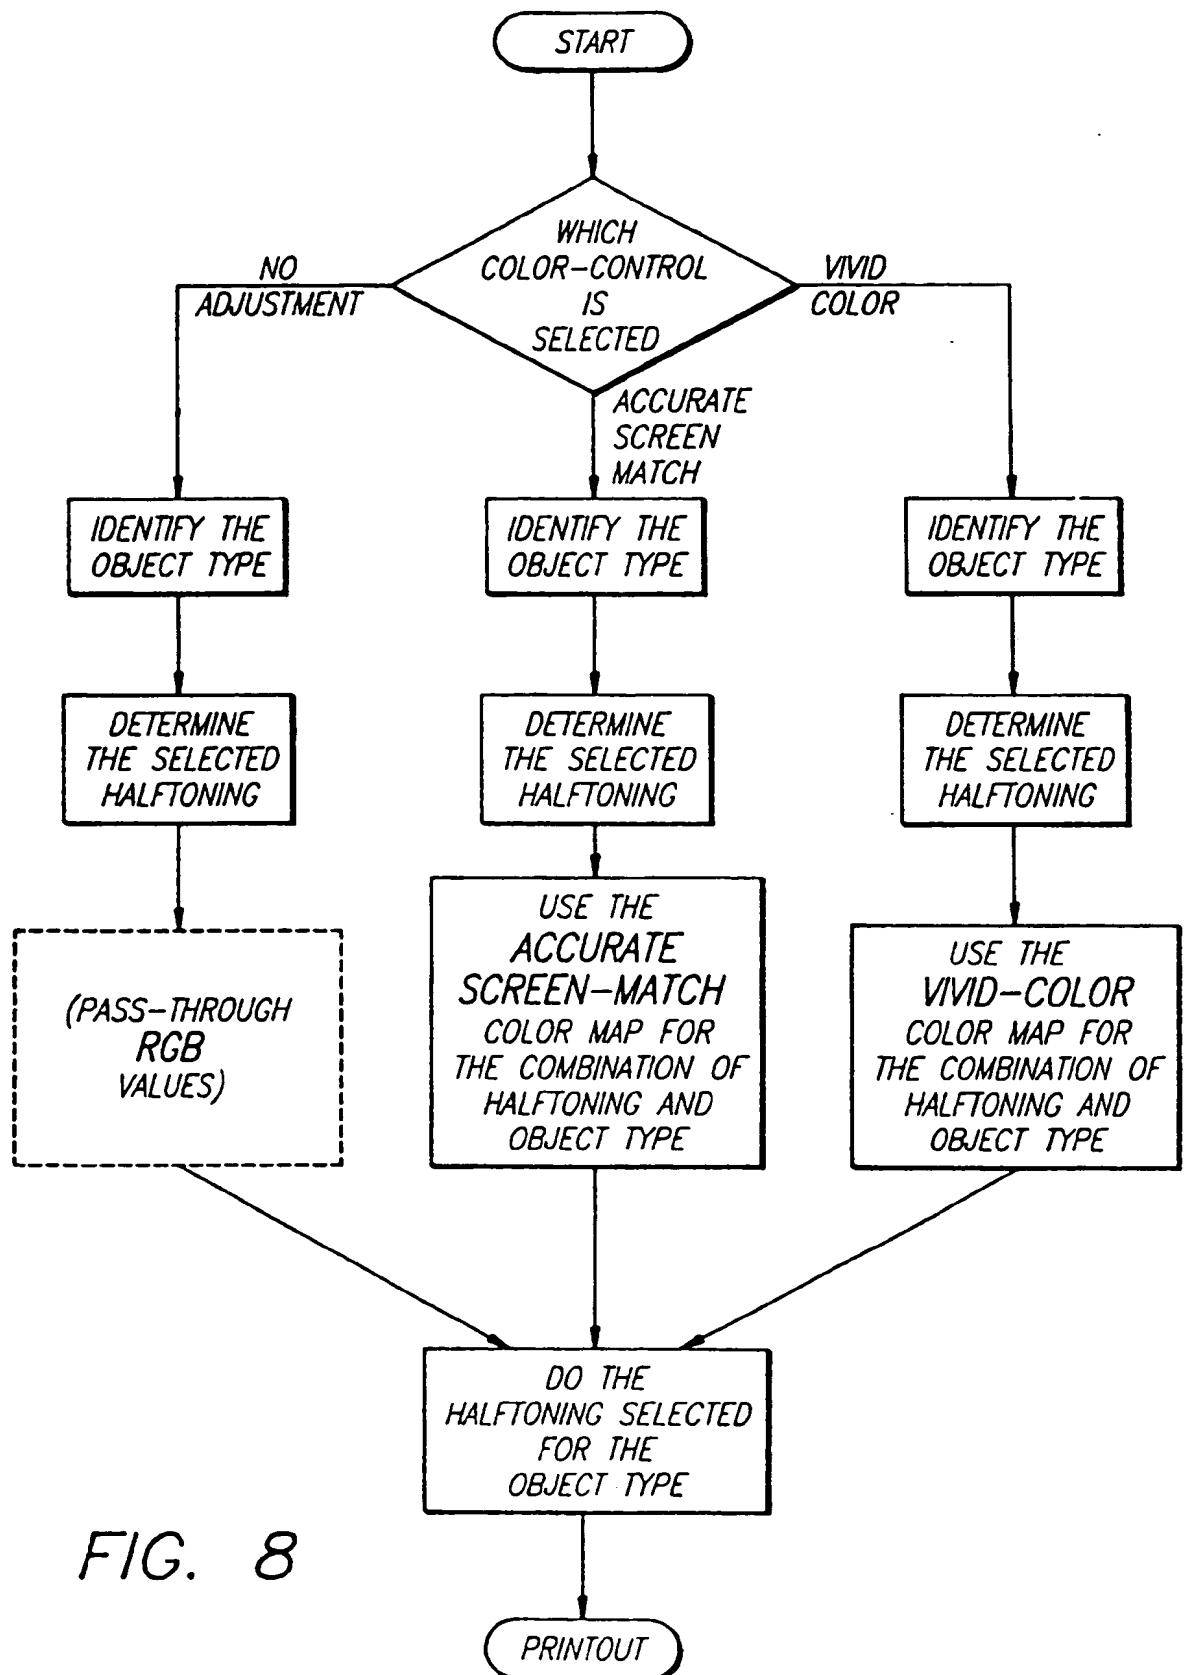 START
WHICH
COLOR-CONTROL
IS
SELECTED
NO
ADJUSTMENT
VIVID
COLOR
ACCURATE
SCREEN
MATCH
IDENTIFY THE
OBJECT TYPE
IDENTIFY THE
OBJECT TYPE
IDENTIFY THE
OBJECT TYPE
DETERMINE
THE SELECTED
HALFTONING
DETERMINE
THE SELECTED
HALFTONING
DETERMINE
THE SELECTED
HALFTONING
(PASS-THROUGH
RGB
VALUES)
USE THE
ACCURATE
SCREEN-MATCH
COLOR MAP FOR
THE COMBINATION OF
HALFTONING AND
OBJECT TYPE
USE THE
VIVID-COLOR
COLOR MAP FOR
THE COMBINATION OF
HALFTONING AND
OBJECT TYPE
DO THE
HALFTONING SELECTED
FOR THE
OBJECT TYPE
FIG. 8
PRINTOUT